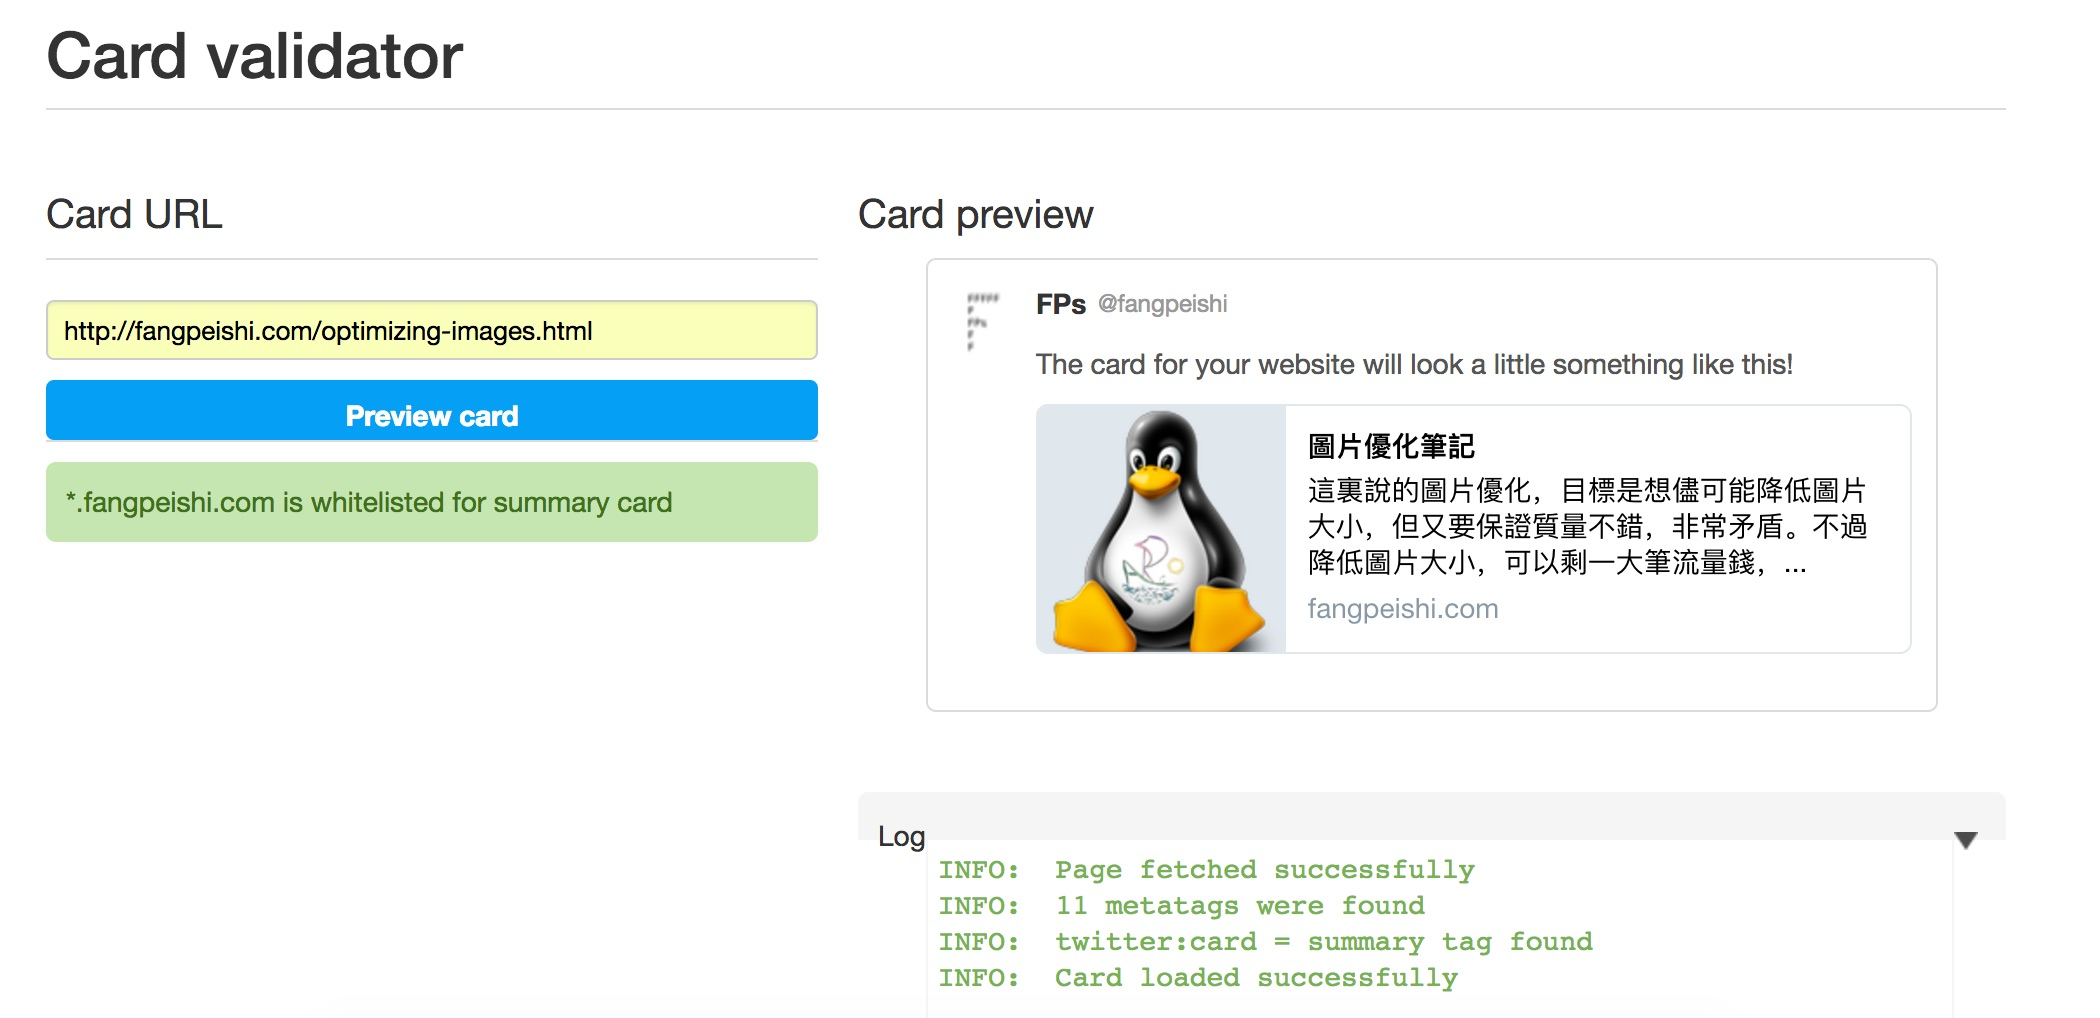 Card validator
Card URL
http://fangpeishi.com/optimizing-images.html
Preview card
*.fangpeishi.com is whitelisted for summary card
Card preview
FFFFF
F
FPs
F
F
FPs @fangpeishi
The card for your website will look a little something like this!
圖片優化筆記
這裏說的圖片優化，目標是想儘可能降低圖片
大小，但又要保證質量不錯，非常矛盾。不過
降低圖片大小，可以剩一大筆流量錢，...
fangpeishi.com
Log
INFO:  Page fetched successfully
INFO:  11 metatags were found
INFO:  twitter:card = summary tag found
INFO:  Card loaded successfully